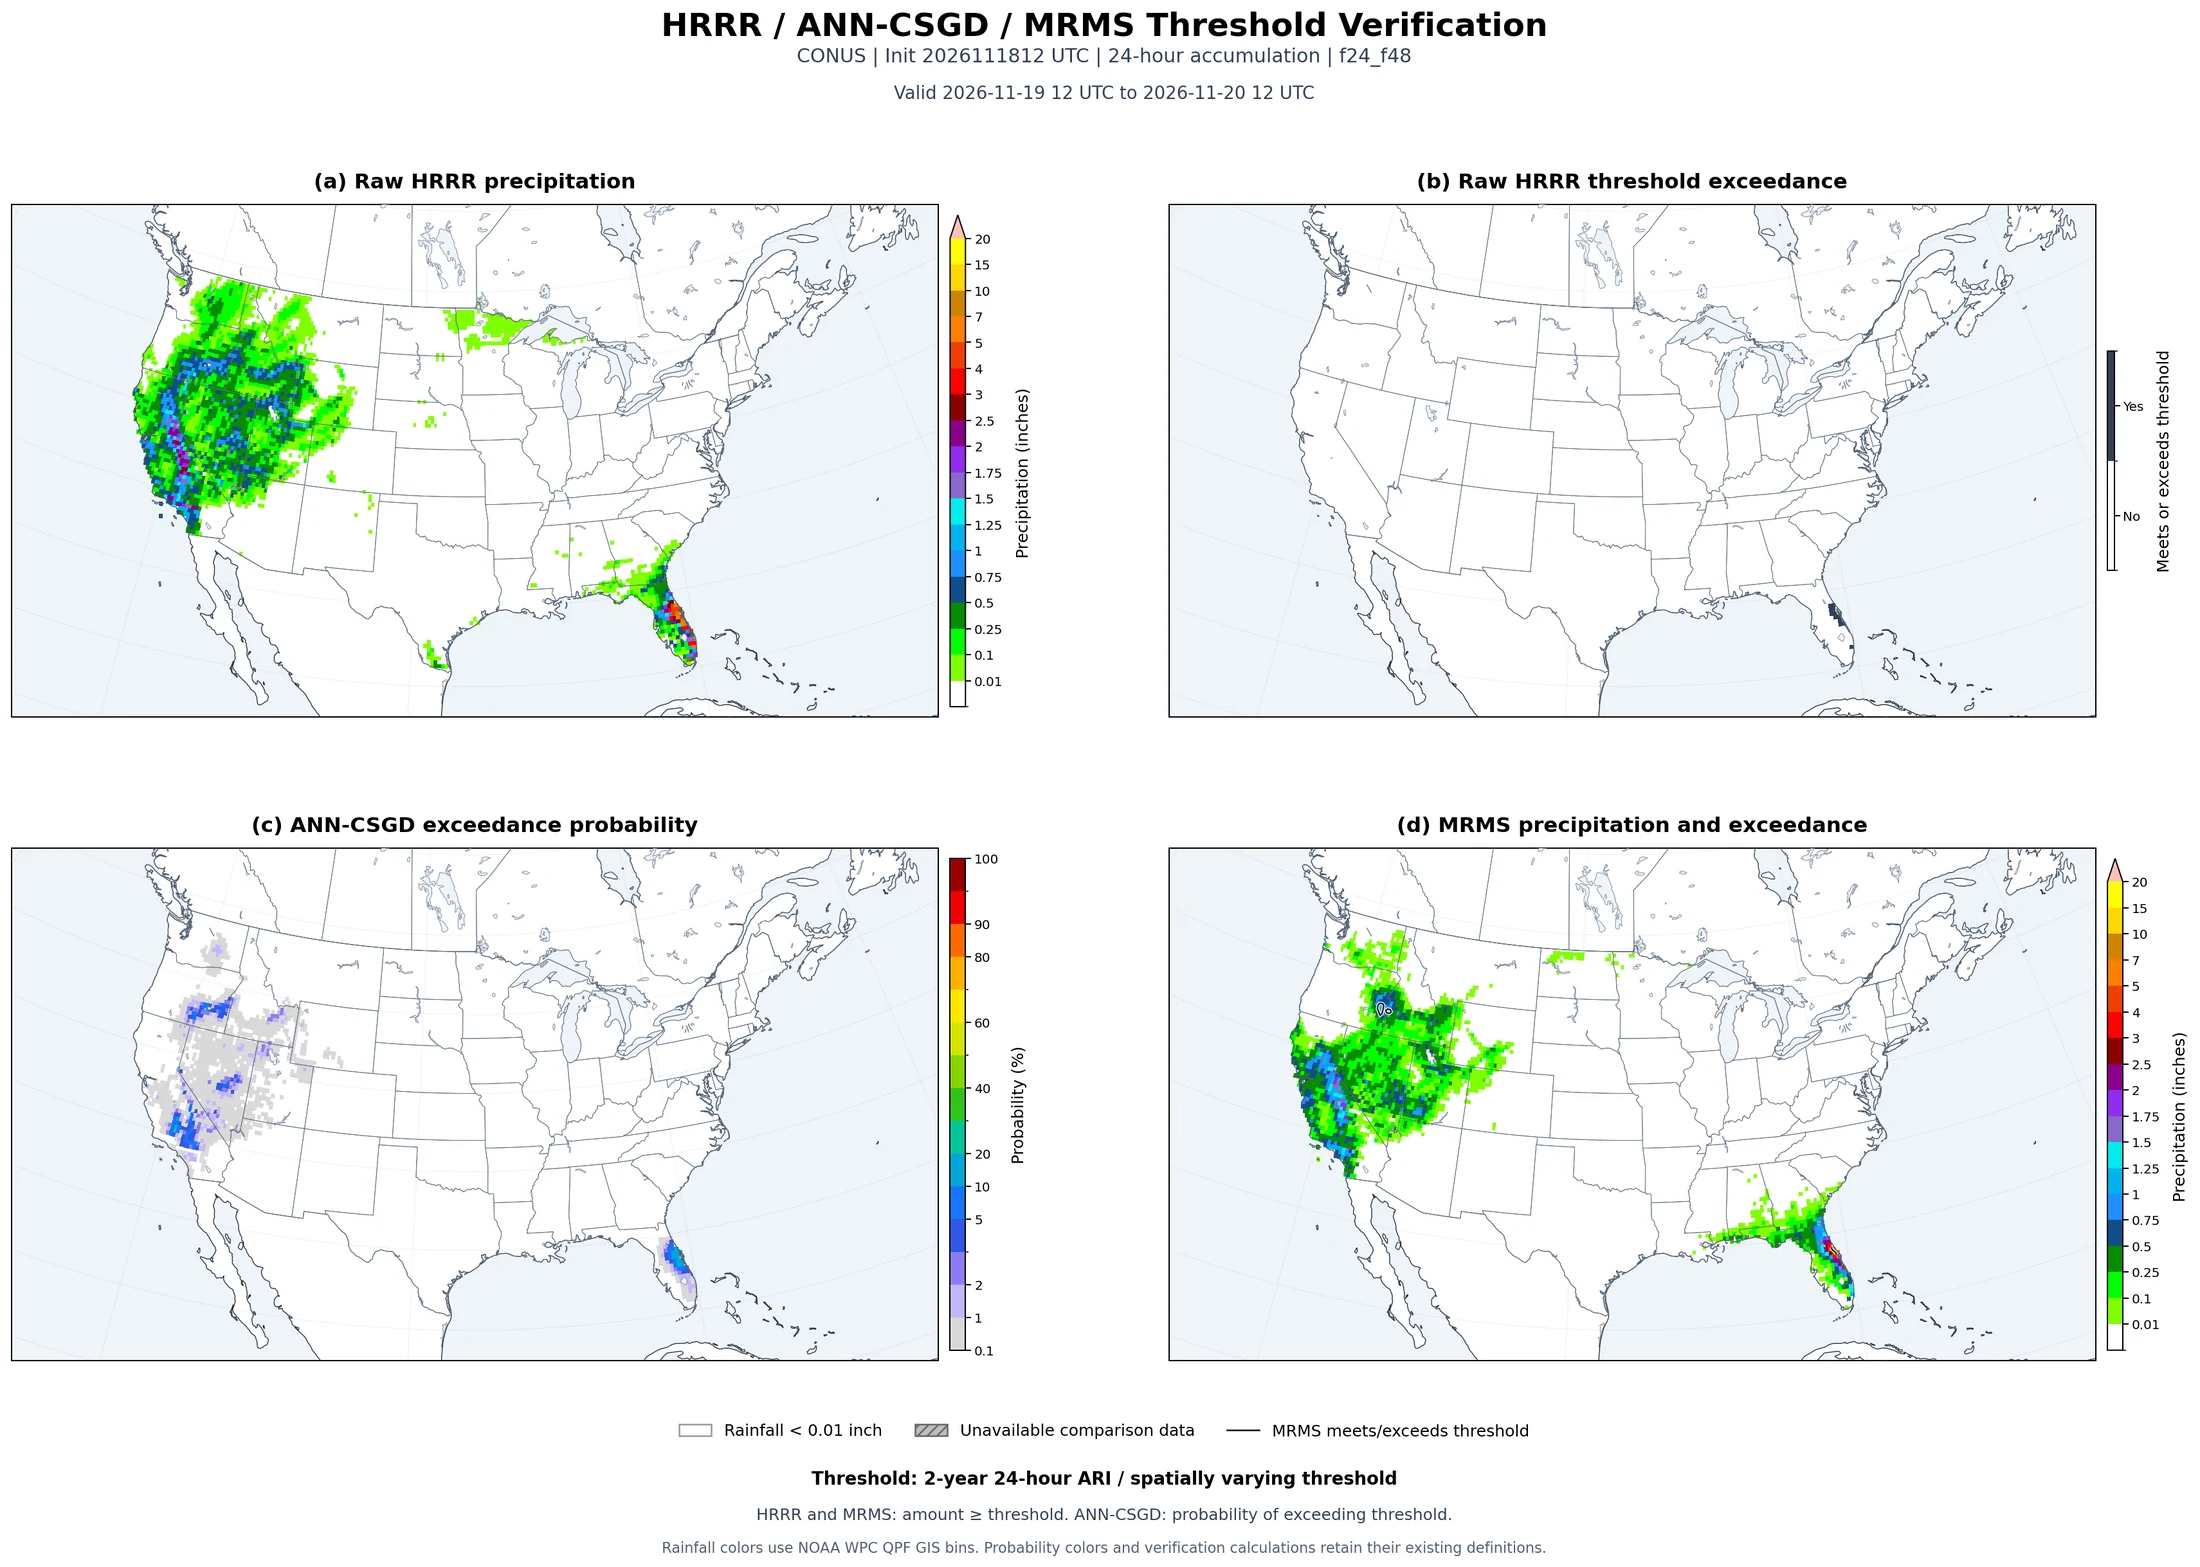 HRRR / ANN-CSGD / MRMS Threshold Verification
CONUS | Init 2026111812 UTC | 24-hour accumulation | f24_f48
Valid 2026-11-19 12 UTC to 2026-11-20 12 UTC
(a) Raw HRRR precipitation
20
15
10
7
5
4
3
2.5
2
1.75
1.5
1.25
1
0.75
0.5
0.25
0.1
0.01
Precipitation (inches)
(b) Raw HRRR threshold exceedance
Yes
No
Meets or exceeds threshold
(c) ANN-CSGD exceedance probability
100
90
80
60
40
20
10
5
2
1
0.1
Probability (%)
(d) MRMS precipitation and exceedance
20
15
10
7
5
4
3
2.5
2
1.75
1.5
1.25
1
0.75
0.5
0.25
0.1
0.01
Precipitation (inches)
Rainfall < 0.01 inch
Unavailable comparison data
MRMS meets/exceeds threshold
Threshold: 2-year 24-hour ARI / spatially varying threshold
HRRR and MRMS: amount ≥ threshold. ANN-CSGD: probability of exceeding threshold.
Rainfall colors use NOAA WPC QPF GIS bins. Probability colors and verification calculations retain their existing definitions.